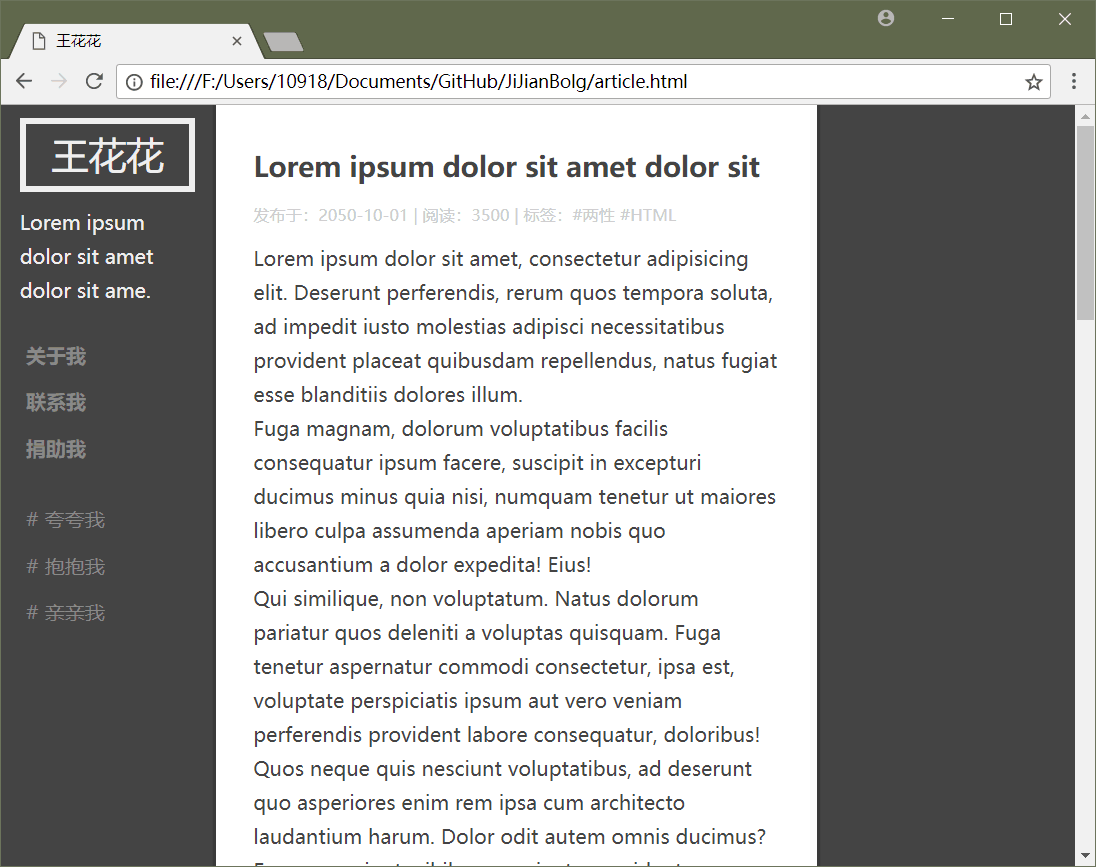 王花花
file:///F:/Users/10918/Documents/GitHub/JiJianBolg/article.html
王花花
Lorem ipsum
dolor sit amet
dolor sit ame.
关于我
联系我
捐助我
# 夸夸我
# 抱抱我
# 亲亲我
Lorem ipsum dolor sit amet dolor sit
发布于：2050-10-01 | 阅读：3500 | 标签：#两性 #HTML
Lorem ipsum dolor sit amet, consectetur adipisicing
elit. Deserunt perferendis, rerum quos tempora soluta,
ad impedit iusto molestias adipisci necessitatibus
provident placeat quibusdam repellendus, natus fugiat
esse blanditiis dolores illum.
Fuga magnam, dolorum voluptatibus facilis
consequatur ipsum facere, suscipit in excepturi
ducimus minus quia nisi, numquam tenetur ut maiores
libero culpa assumenda aperiam nobis quo
accusantium a dolor expedita! Eius!
Qui similique, non voluptatum. Natus dolorum
pariatur quos deleniti a voluptas quisquam. Fuga
tenetur aspernatur commodi consectetur, ipsa est,
voluptate perspiciatis ipsum aut vero veniam
perferendis provident labore consequatur, doloribus!
Quos neque quis nesciunt voluptatibus, ad deserunt
quo asperiores enim rem ipsa cum architecto
laudantium harum. Dolor odit autem omnis ducimus?